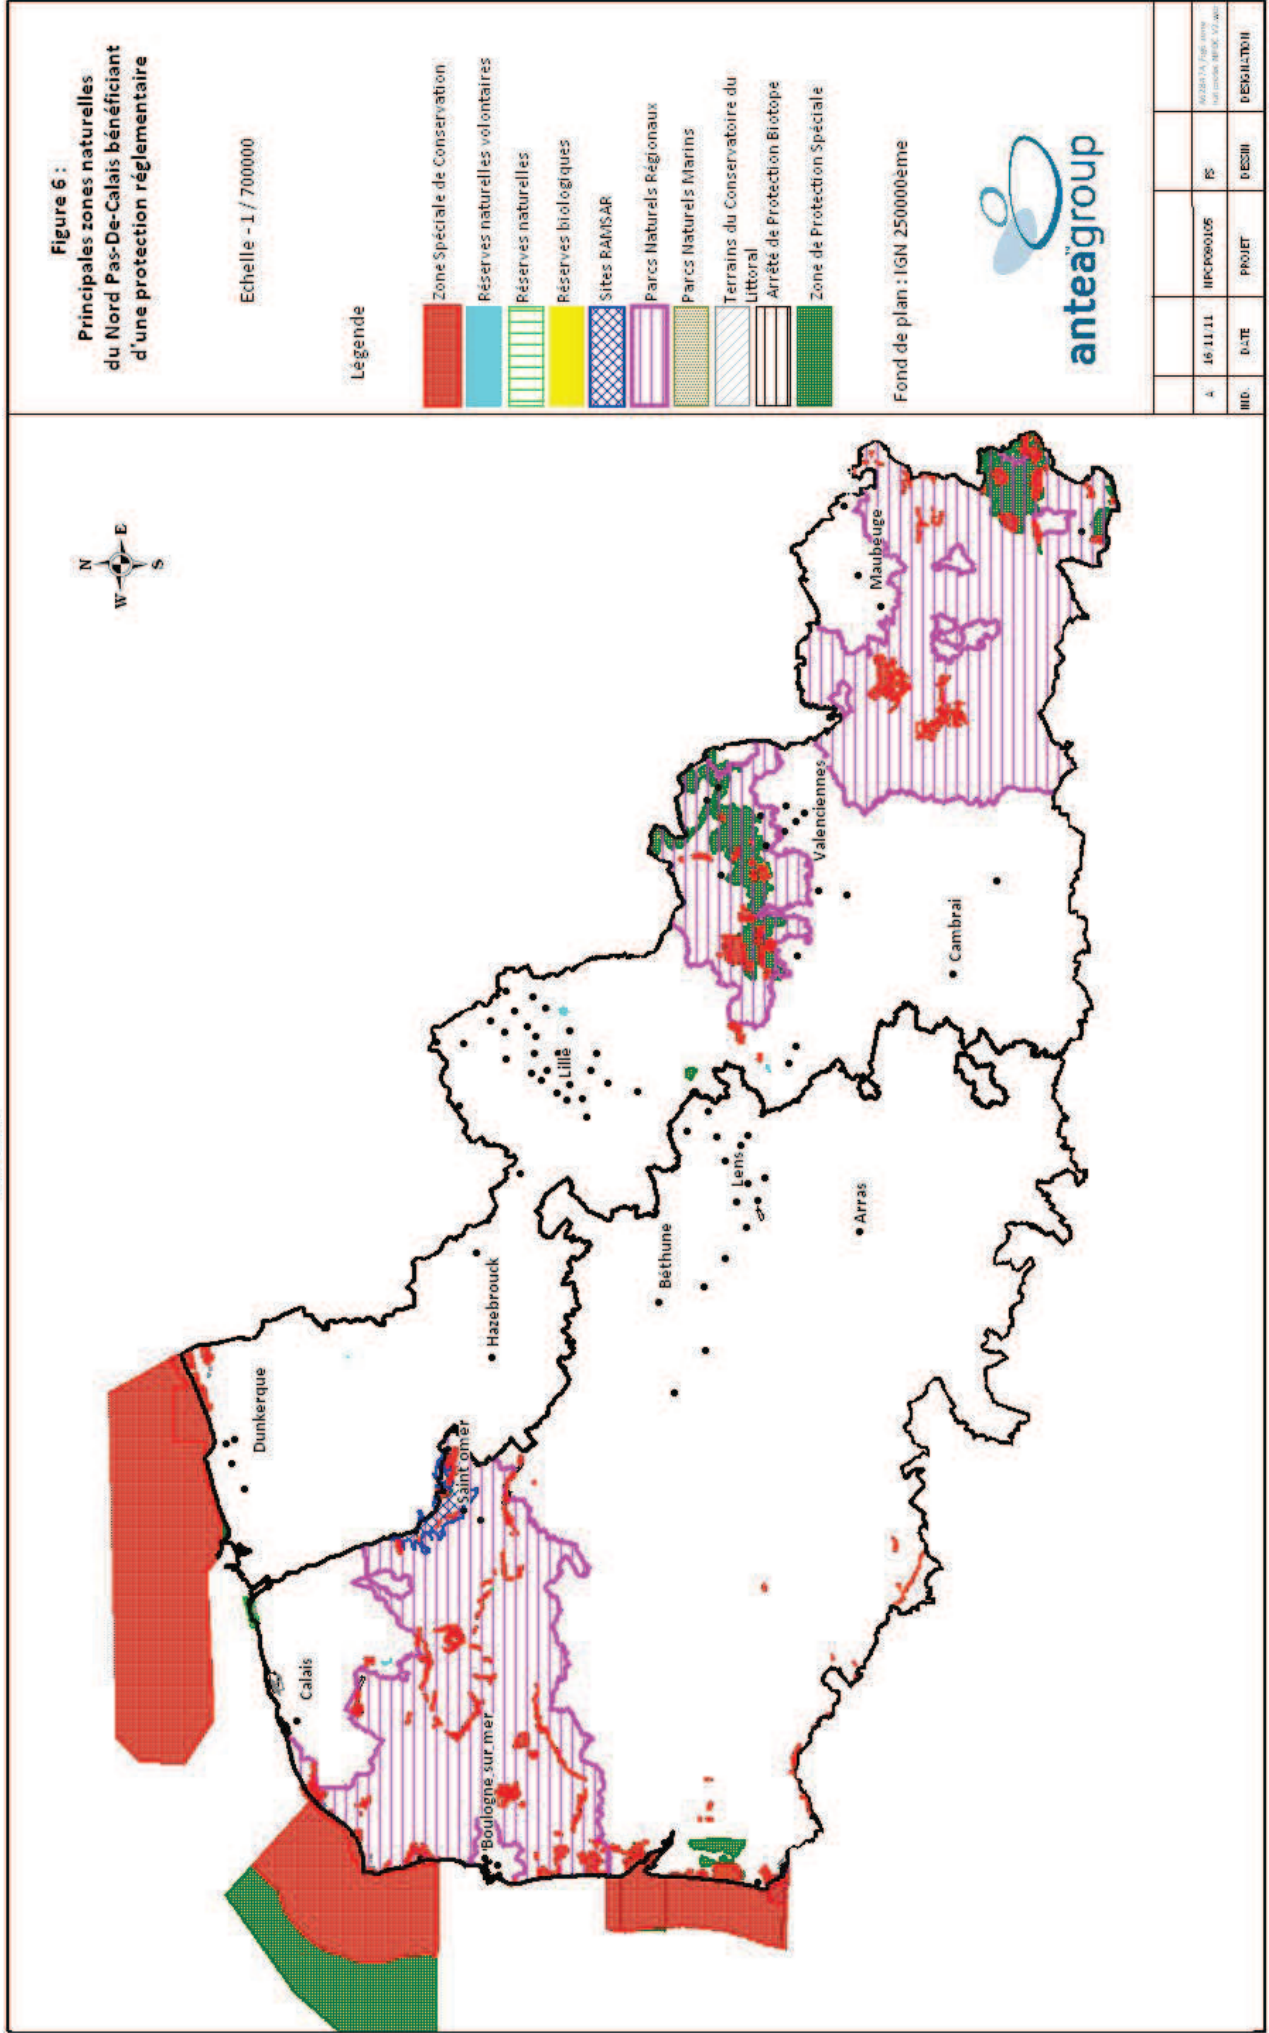 Figure 6 :
Principales zones naturelles
du Nord Pas-De-Calais bénéficiant
d'une protection réglementaire
Echelle - 1 / 700000
Légende
Zone Spéciale de Conservation
Réserves naturelles volontaires
Réserves naturelles
Réserves biologiques
Sites RAMSAR
Parcs Naturels Régionaux
Parcs Naturels Marins
Terrains du Conservatoire du
Littoral
Arrêté de Protection Biotope
Zone de Protection Spéciale
Fond de plan : IGN 250000ème
anteagroup
A
16/11/11
NPCP090105
FS
IND.
DATE
PROJET
DESSIN
DESIGNATION
N
W
E
S
Dunkerque
Calais
Hazebrouck
Saint omer
Boulogne sur mer
Lille
Béthune
Lens
Arras
Valenciennes
Maubeuge
Cambrai